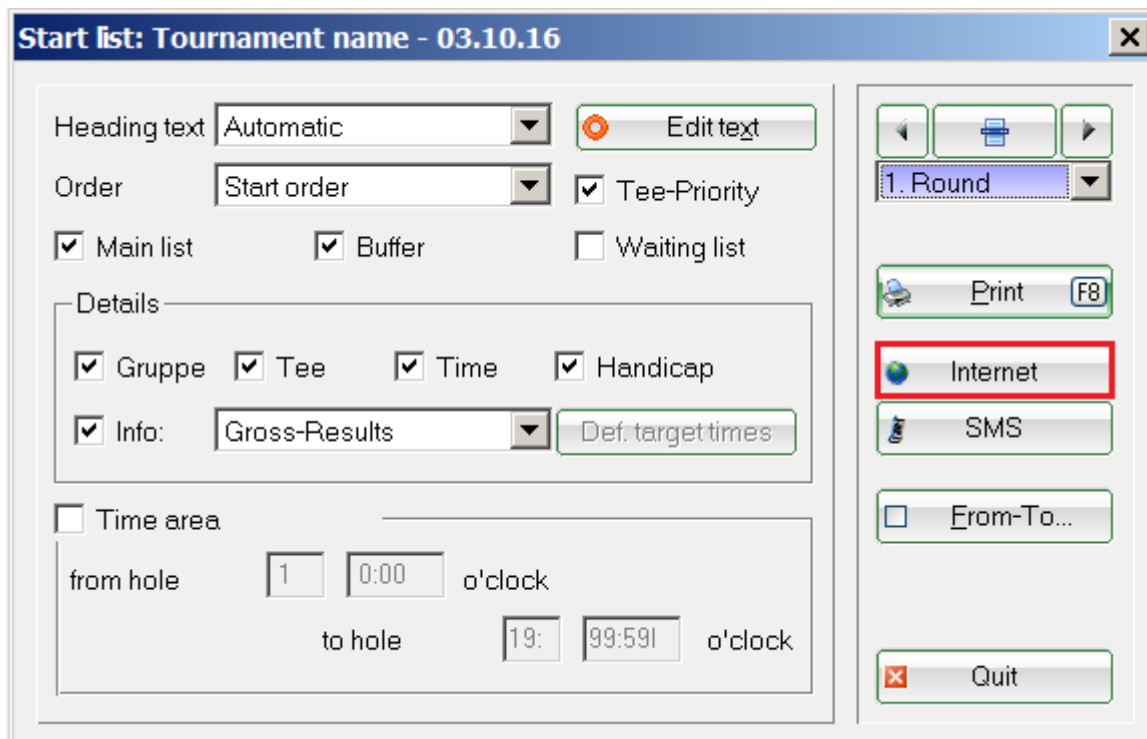 Start list: Tournament name - 03.10.16
Heading text Automatic Edit text
Order Start order Tee-Priority
Main list Buffer Waiting list
Details
Gruppe Tee Time Handicap
Info: Gross-Results Def. target times
Time area
from hole 1 0:00 o'clock
to hole 19: 99:59 o'clock
1. Round
Print F8
Internet
SMS
From-To...
Quit